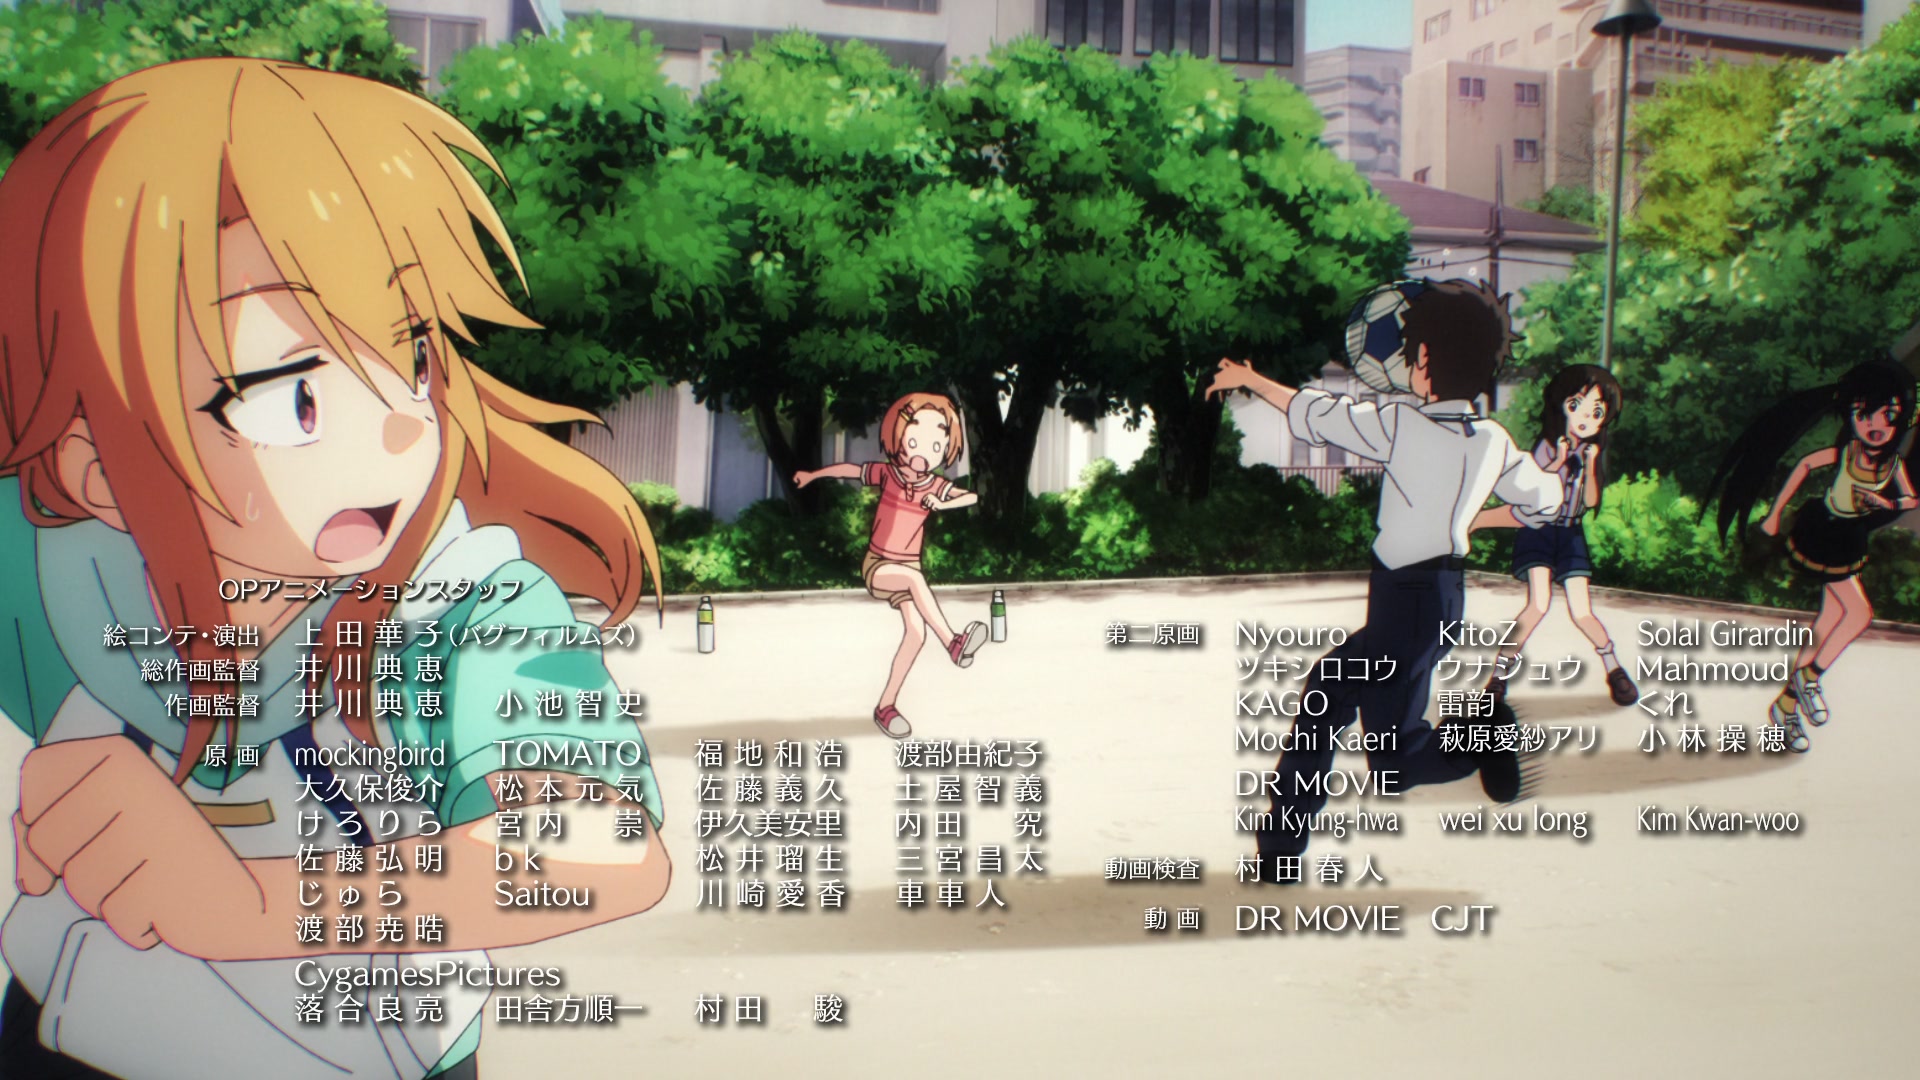 OPアニメーションスタッフ
絵コンテ・演出 上田華子(バグフィルムズ)
総作画監督 井川典恵
作画監督 井川典恵 小池智史
原画 mockingbird TOMATO 福地和浩 渡部由紀子
大久保俊介 松本元気 佐藤義久 土屋智義
けろりら 宮内崇 伊久美安里 内田究
佐藤弘明 bk 松井瑠生 三宮昌太
じゅら Saitou 川崎愛香 車車人
渡部尭晧
CygamesPictures
落合良亮 田舎方順一 村田駿
第二原画 Nyouro KitoZ Solal Girardin
ツキシロコウ ウナジュウ Mahmoud
KAGO 雷韵 くれ
Mochi Kaeri 萩原愛紗アリ 小林操穂
DR MOVIE
Kim Kyung-hwa wei xu long Kim Kwan-woo
動画検査 村田春人
動画 DR MOVIE CJT